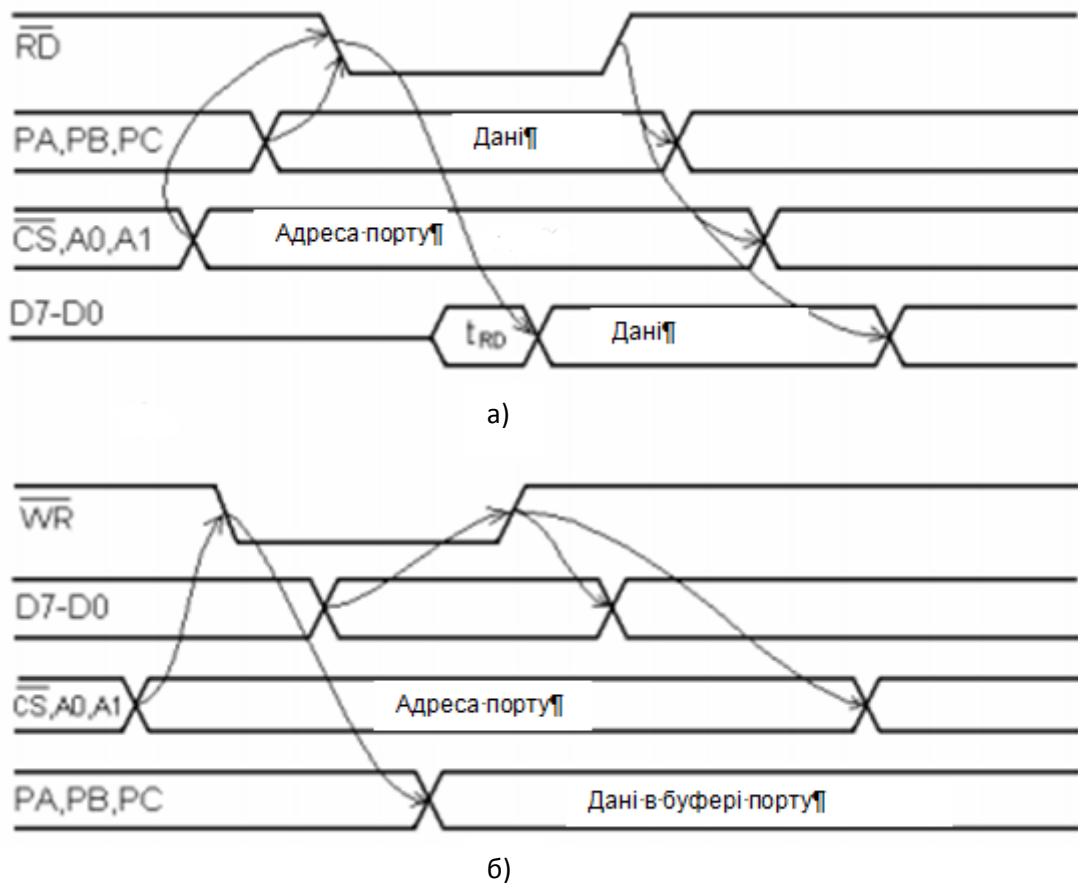 RD
PA,PB,PC
Дані¶
CS,A0,A1
Адреса·порту¶
D7-D0
tRD
Дані¶
а)
WR
D7-D0
CS,A0,A1
Адреса·порту¶
PA,PB,PC
Дані·в·буфері·порту¶
б)